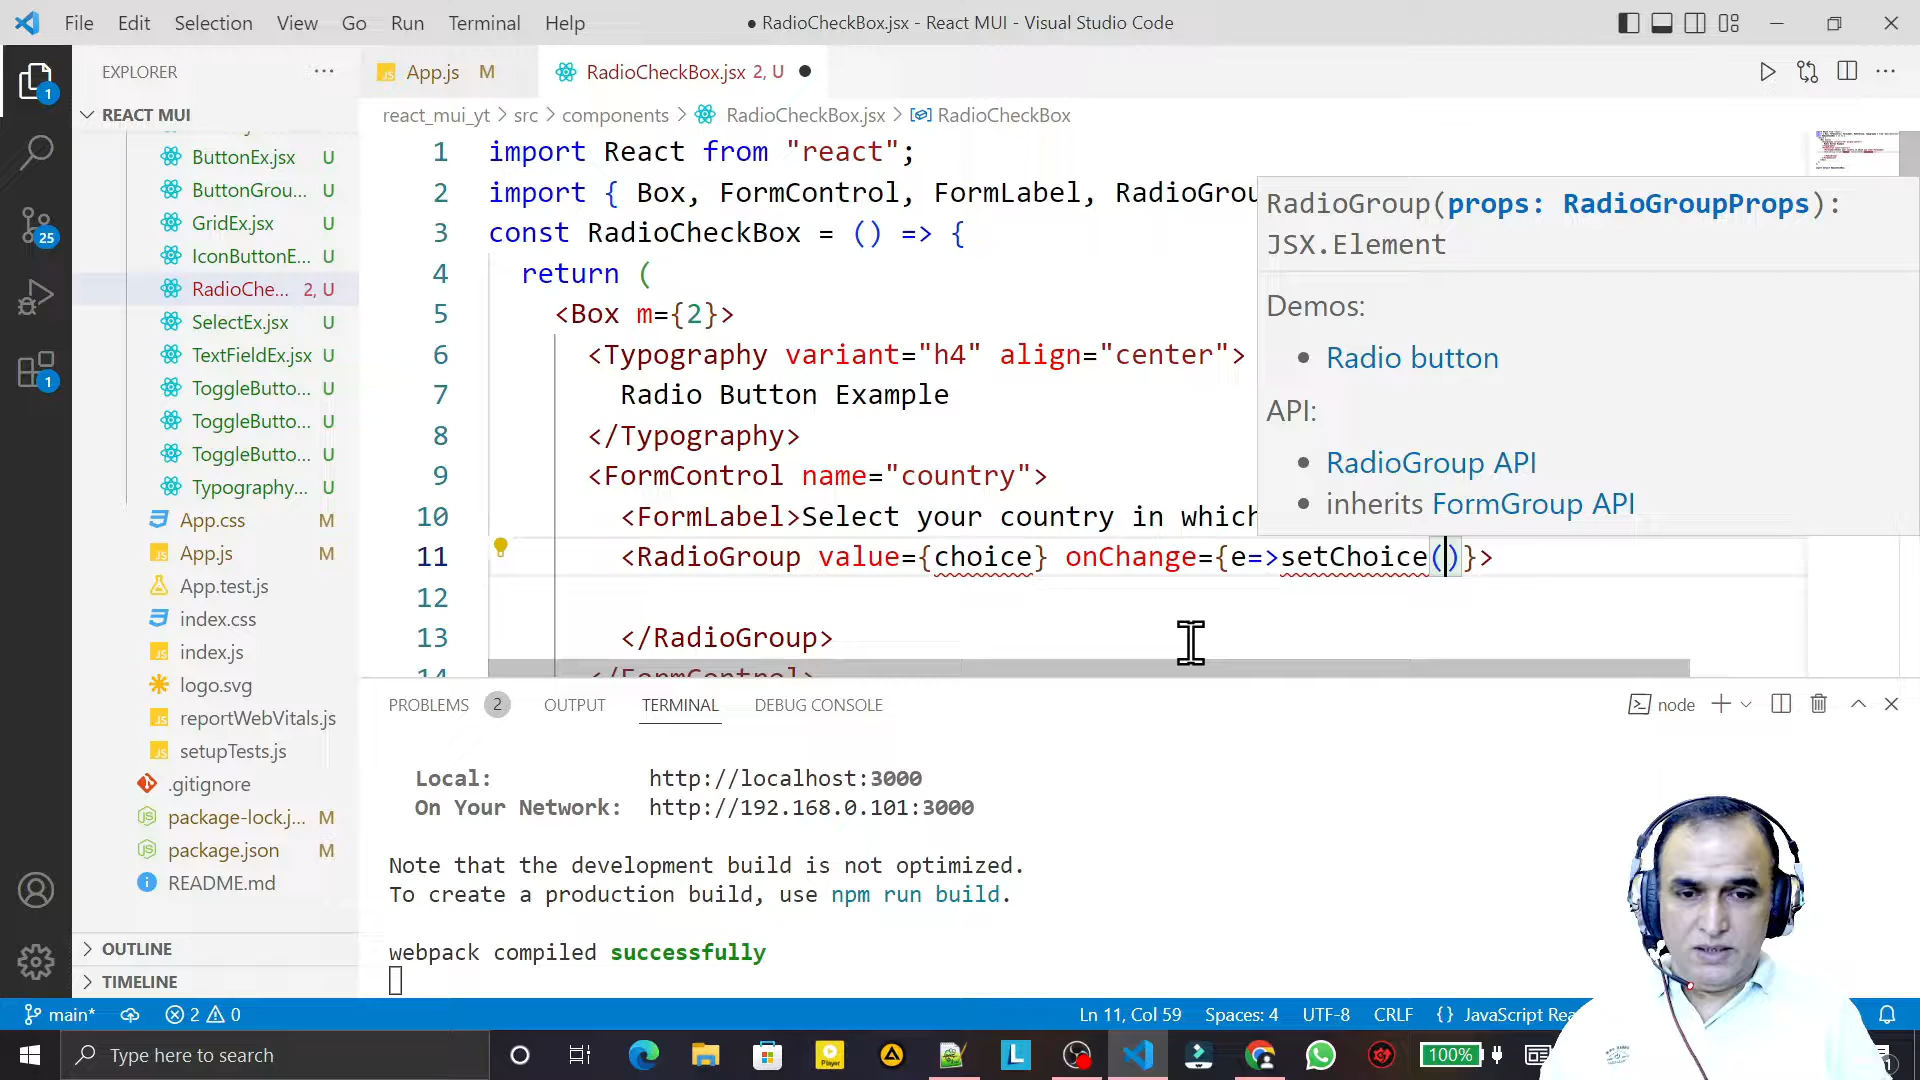 File Edit Selection View Go Run Terminal Help
● RadioCheckBox.jsx - React MUI - Visual Studio Code
EXPLORER
App.js M
RadioCheckBox.jsx 2, U
REACT MUI
react_mui_yt > src > components > RadioCheckBox.jsx > RadioCheckBox
ButtonEx.jsx U
ButtonGrou... U
GridEx.jsx U
IconButtonE... U
RadioChe... 2, U
SelectEx.jsx U
TextFieldEx.jsx U
ToggleButto... U
ToggleButto... U
ToggleButto... U
Typography... U
App.css M
App.js M
App.test.js
index.css
index.js
logo.svg
reportWebVitals.js
setupTests.js
.gitignore
package-lock.j... M
package.json M
README.md
OUTLINE
TIMELINE
1 import React from "react";
2 import { Box, FormControl, FormLabel, RadioGrou
3 const RadioCheckBox = () => {
4 return (
5 <Box m={2}>
6 <Typography variant="h4" align="center">
7 Radio Button Example
8 </Typography>
9 <FormControl name="country">
10 <FormLabel>Select your country in which
11 <RadioGroup value={choice} onChange={e=>setChoice()}>
12
13 </RadioGroup>
14 </FormControl>
RadioGroup(props: RadioGroupProps):
JSX.Element
Demos:
• Radio button
API:
• RadioGroup API
• inherits FormGroup API
PROBLEMS 2 OUTPUT TERMINAL DEBUG CONSOLE
node
Local: http://localhost:3000
On Your Network: http://192.168.0.101:3000
Note that the development build is not optimized.
To create a production build, use npm run build.
webpack compiled successfully
1
25
1
main* 2 0
Ln 11, Col 59 Spaces: 4 UTF-8 CRLF {} JavaScript Rea
Type here to search
100%